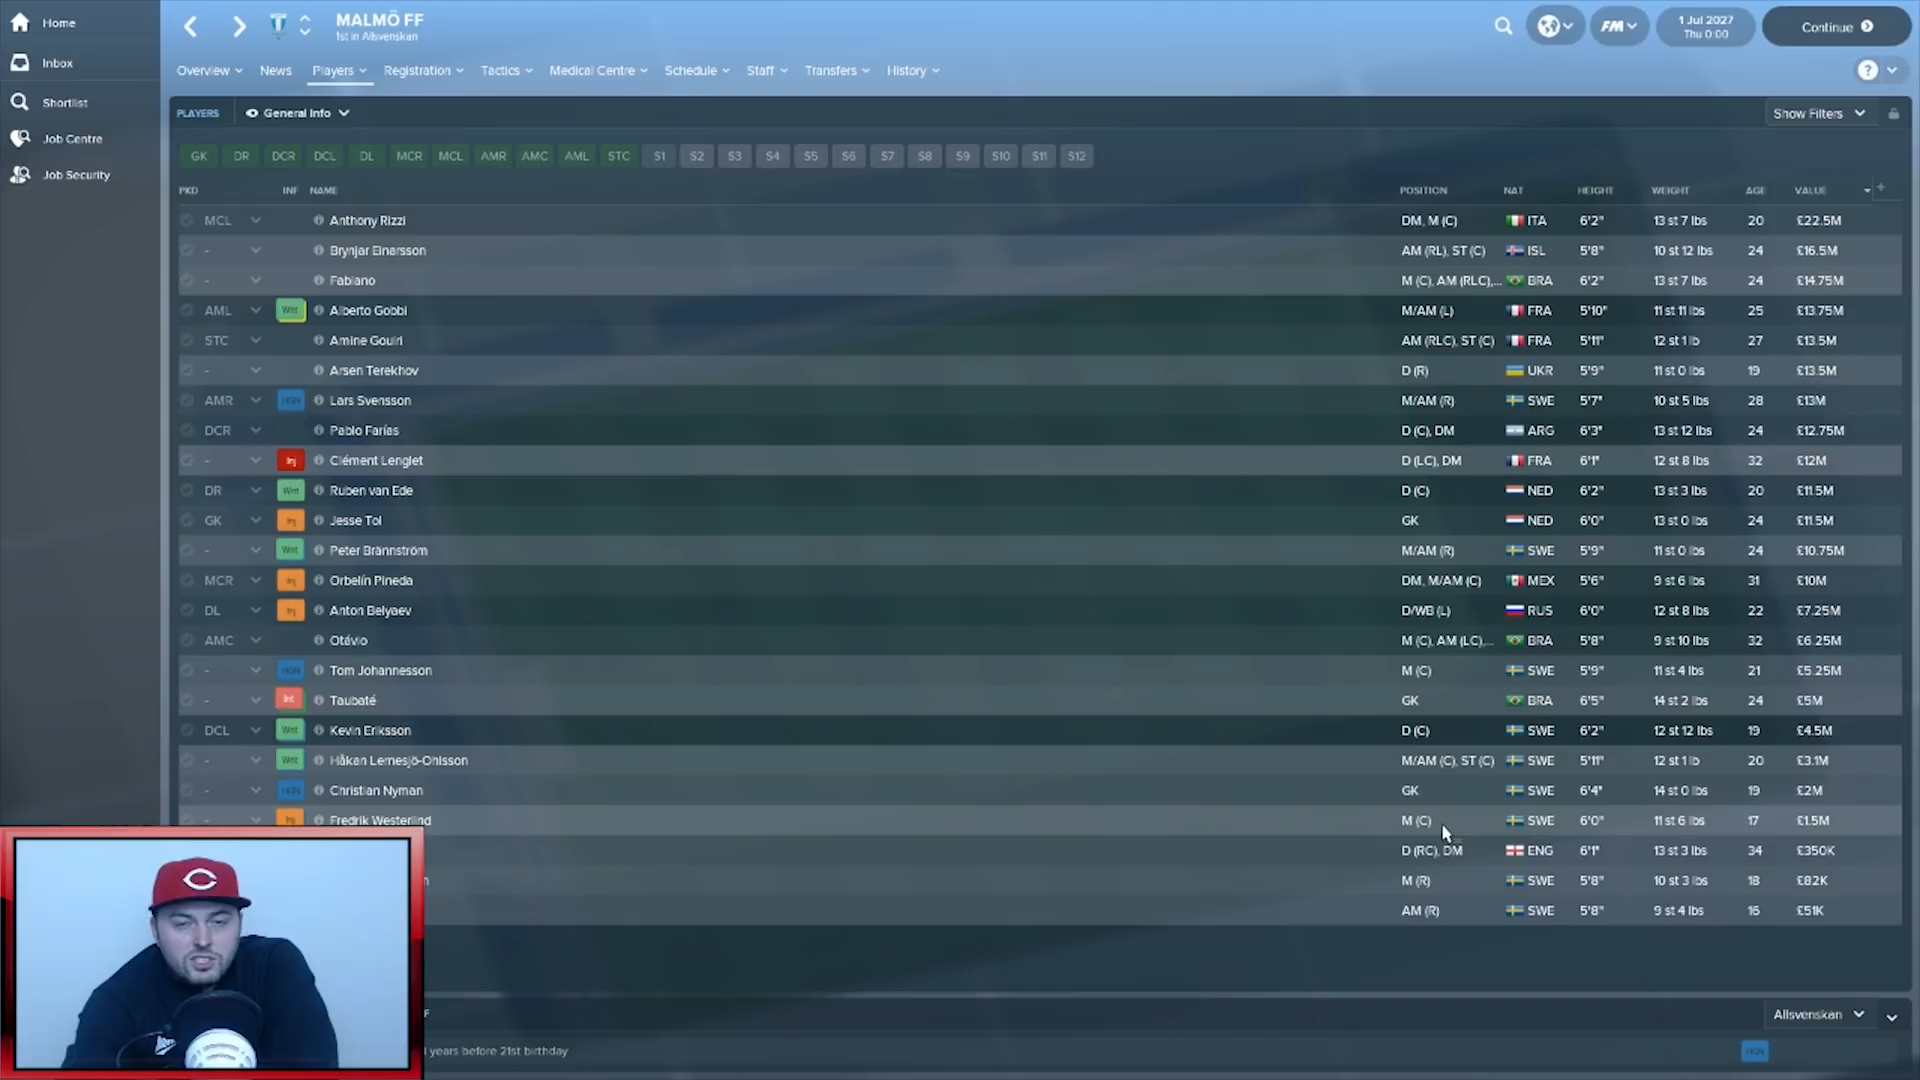 Home
Inbox
Shortlist
Job Centre
Job Security
MALMÖ FF
1st in Allsvenskan
FM
1 Jul 2027
Thu 0:00
Continue
Overview News Players Registration Tactics Medical Centre Schedule Staff Transfers History
?
PLAYERS General Info Show Filters
GK DR DCR DCL DL MCR MCL AMR AMC AML STC S1 S2 S3 S4 S5 S6 S7 S8 S9 S10 S11 S12
PKD INF NAME POSITION NAT HEIGHT WEIGHT AGE VALUE +
MCL Anthony Rizzi DM, M (C) ITA 6'2" 13 st 7 lbs 20 £22.5M
- Brynjar Einarsson AM (RL), ST (C) ISL 5'8" 10 st 12 lbs 24 £16.5M
- Fabiano M (C), AM (RLC),... BRA 6'2" 13 st 7 lbs 24 £14.75M
AML Wnt Alberto Gobbi M/AM (L) FRA 5'10" 11 st 11 lbs 25 £13.75M
STC Amine Gouiri AM (RLC), ST (C) FRA 5'11" 12 st 1 lb 27 £13.5M
- Arsen Terekhov D (R) UKR 5'9" 11 st 0 lbs 19 £13.5M
AMR HGN Lars Svensson M/AM (R) SWE 5'7" 10 st 5 lbs 28 £13M
DCR Pablo Farías D (C), DM ARG 6'3" 13 st 12 lbs 24 £12.75M
- Inj Clément Lenglet D (LC), DM FRA 6'1" 12 st 8 lbs 32 £12M
DR Wnt Ruben van Ede D (C) NED 6'2" 13 st 3 lbs 20 £11.5M
GK Inj Jesse Tol GK NED 6'0" 13 st 0 lbs 24 £11.5M
- Wnt Peter Brännström M/AM (R) SWE 5'9" 11 st 0 lbs 24 £10.75M
MCR Inj Orbelín Pineda DM, M/AM (C) MEX 5'6" 9 st 6 lbs 31 £10M
DL Inj Anton Belyaev D/WB (L) RUS 6'0" 12 st 8 lbs 22 £7.25M
AMC Otávio M (C), AM (LC),... BRA 5'8" 9 st 10 lbs 32 £6.25M
- HGN Tom Johannesson M (C) SWE 5'9" 11 st 4 lbs 21 £5.25M
- Int Taubaté GK BRA 6'5" 14 st 2 lbs 24 £5M
DCL Wnt Kevin Eriksson D (C) SWE 6'2" 12 st 12 lbs 19 £4.5M
- Wnt Håkan Lernesjö-Ohlsson M/AM (C), ST (C) SWE 5'11" 12 st 1 lb 20 £3.1M
- HGN Christian Nyman GK SWE 6'4" 14 st 0 lbs 19 £2M
- Inj Fredrik Westerlind M (C) SWE 6'0" 11 st 6 lbs 17 £1.5M
D (RC), DM ENG 6'1" 13 st 3 lbs 34 £350K
M (R) SWE 5'8" 10 st 3 lbs 18 £82K
AM (R) SWE 5'8" 9 st 4 lbs 16 £51K
Allsvenskan
years before 21st birthday HGN